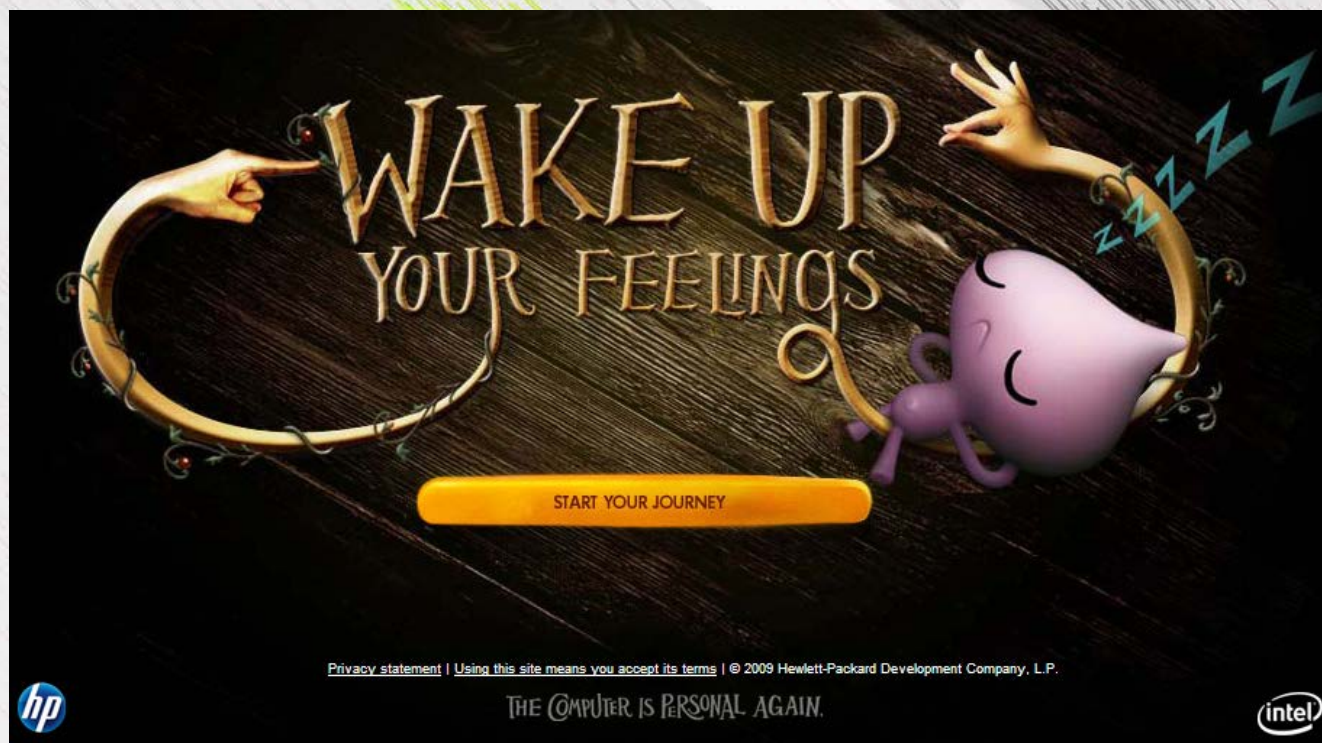 WAKE UP
YOUR FEELINGS
z z z z z
START YOUR JOURNEY
Privacy statement | Using this site means you accept its terms | © 2009 Hewlett-Packard Development Company, L.P.
hp
THE COMPUTER IS PERSONAL AGAIN.
intel